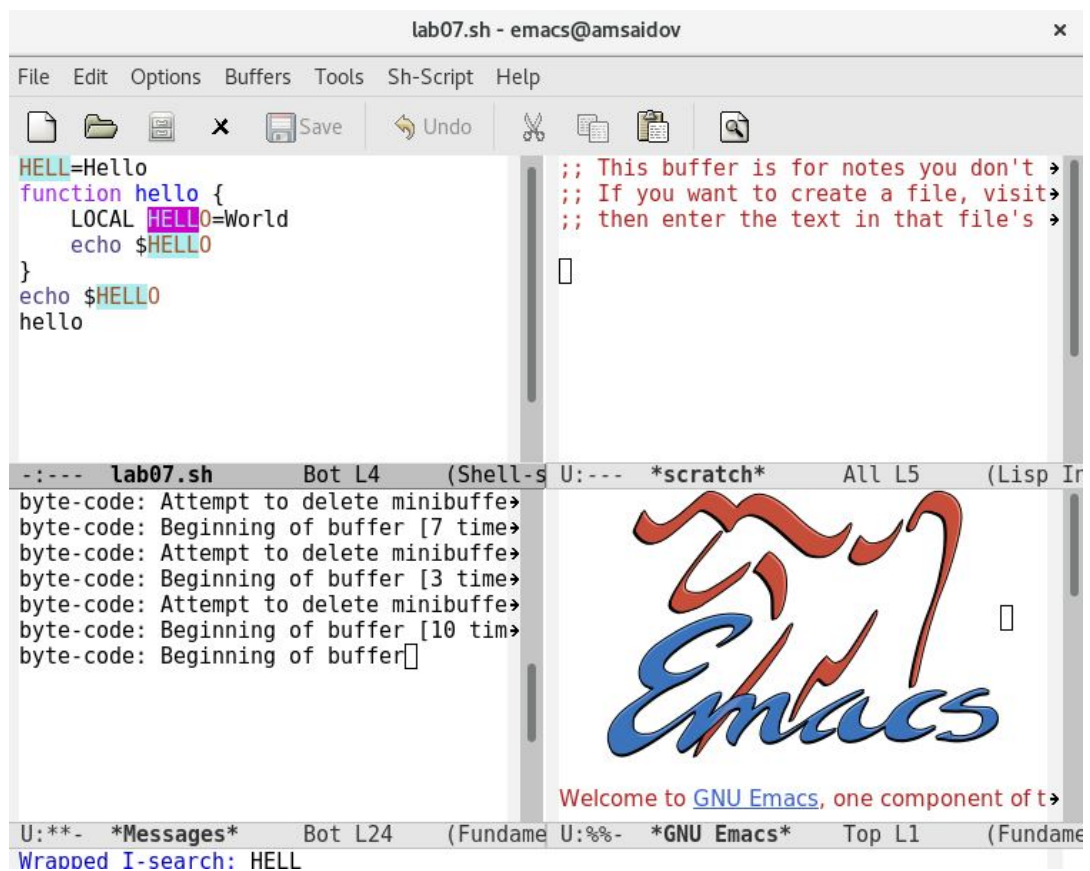 lab07.sh - emacs@amsaidov ×
File Edit Options Buffers Tools Sh-Script Help
Save Undo
HELL=Hello
function hello {
    LOCAL HELLO=World
    echo $HELLO
}
echo $HELLO
hello
-:--- lab07.sh Bot L4 (Shell-s
;; This buffer is for notes you don't
;; If you want to create a file, visit
;; then enter the text in that file's
U:--- *scratch* All L5 (Lisp In
byte-code: Attempt to delete minibuffe
byte-code: Beginning of buffer [7 time
byte-code: Attempt to delete minibuffe
byte-code: Beginning of buffer [3 time
byte-code: Attempt to delete minibuffe
byte-code: Beginning of buffer [10 tim
byte-code: Beginning of buffer
U:**- *Messages* Bot L24 (Fundame
Emacs
Welcome to GNU Emacs, one component of t
U:%%- *GNU Emacs* Top L1 (Fundame
Wrapped I-search: HELL